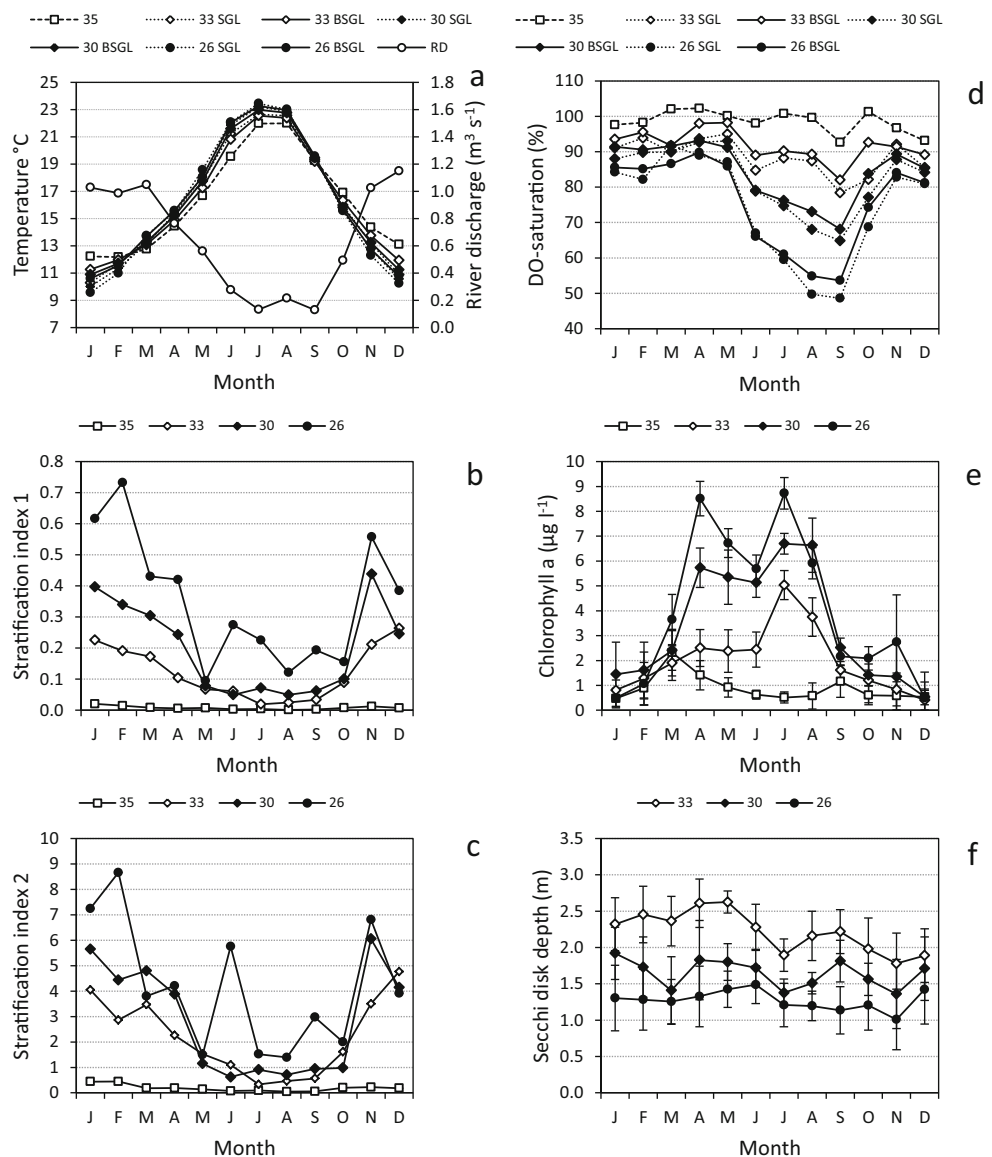 35 33 SGL 33 BSGL 30 SGL
30 BSGL 26 SGL 26 BSGL RD
a
25
23
21
19
17
15
13
11
9
7
Temperature °C
1.8
1.6
1.4
1.2
1.0
0.8
0.6
0.4
0.2
0.0
River discharge (m³ s⁻¹)
J F M A M J J A S O N D
Month
35 33 SGL 33 BSGL 30 SGL
30 BSGL 26 SGL 26 BSGL
d
110
100
90
80
70
60
50
40
DO-saturation (%)
J F M A M J J A S O N D
Month
35 33 30 26
b
0.8
0.7
0.6
0.5
0.4
0.3
0.2
0.1
0.0
Stratification index 1
J F M A M J J A S O N D
Month
35 33 30 26
e
10
9
8
7
6
5
4
3
2
1
0
Chlorophyll a (µg l⁻¹)
J F M A M J J A S O N D
Month
35 33 30 26
c
10
9
8
7
6
5
4
3
2
1
0
Stratification index 2
J F M A M J J A S O N D
Month
33 30 26
f
3.5
3.0
2.5
2.0
1.5
1.0
0.5
0.0
Secchi disk depth (m)
J F M A M J J A S O N D
Month